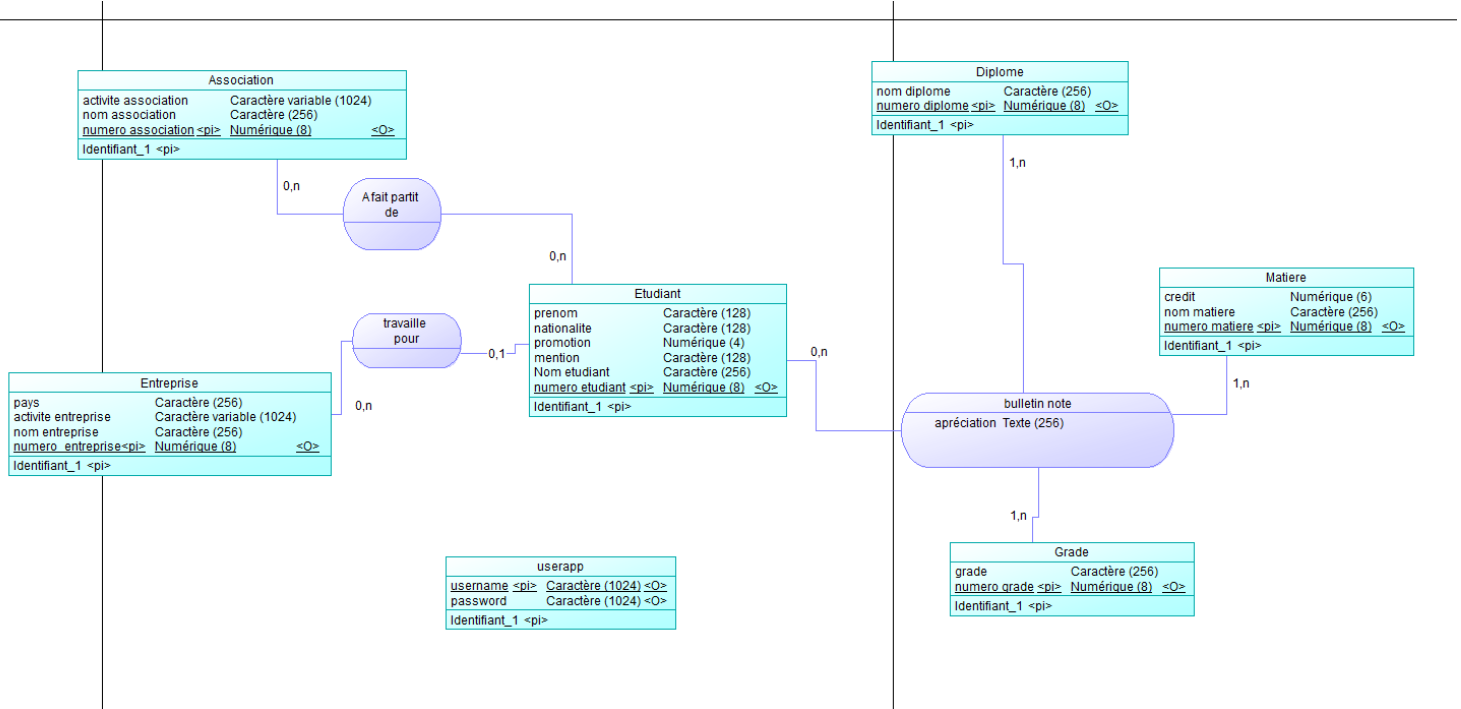 Association
activite association Caractère variable (1024)
nom association Caractère (256)
numero association <pi> Numérique (8) <O>
Identifiant_1 <pi>
Diplome
nom diplome Caractère (256)
numero diplome <pi> Numérique (8) <O>
Identifiant_1 <pi>
1,n
0,n
A fait partit
de
0,n
Etudiant
prenom Caractère (128)
nationalite Caractère (128)
promotion Numérique (4)
mention Caractère (128)
Nom etudiant Caractère (256)
numero etudiant <pi> Numérique (8) <O>
Identifiant_1 <pi>
Matiere
credit Numérique (6)
nom matiere Caractère (256)
numero matiere <pi> Numérique (8) <O>
Identifiant_1 <pi>
travaille
pour
0,1
0,n
1,n
Entreprise
pays Caractère (256)
activite entreprise Caractère variable (1024)
nom entreprise Caractère (256)
numero_entreprise<pi> Numérique (8) <O>
Identifiant_1 <pi>
0,n
bulletin note
apréciation Texte (256)
1,n
Grade
grade Caractère (256)
numero grade <pi> Numérique (8) <O>
Identifiant_1 <pi>
userapp
username <pi> Caractère (1024) <O>
password Caractère (1024) <O>
Identifiant_1 <pi>